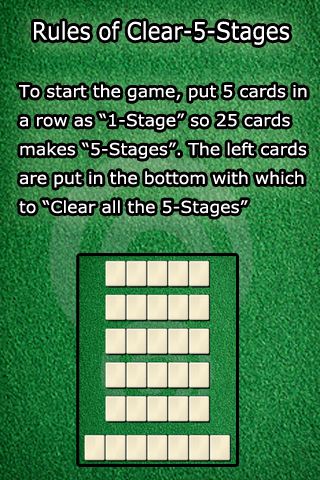 Rules of Clear-5-Stages
To start the game, put 5 cards in
a row as “1-Stage” so 25 cards
makes “5-Stages”. The left cards
are put in the bottom with which
to “Clear all the 5-Stages”